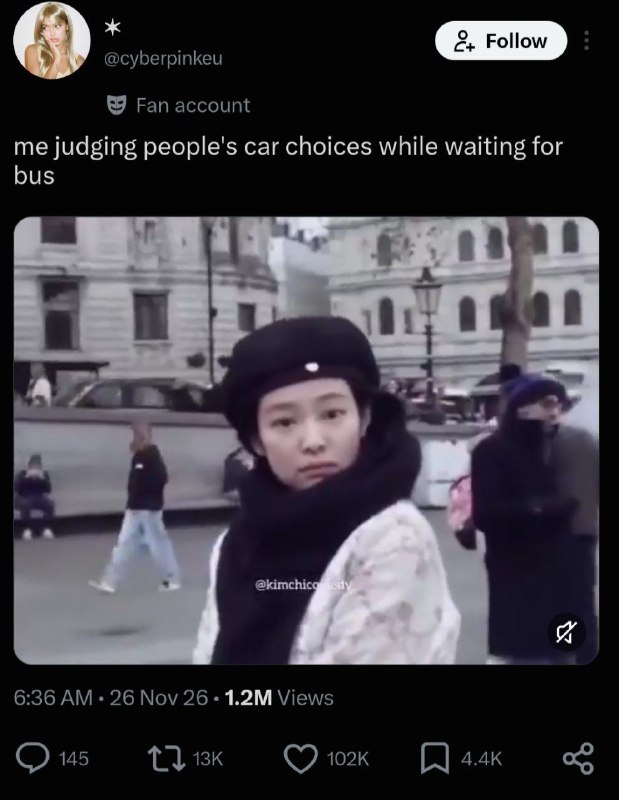 ✶
@cyberpinkeu
Follow
Fan account
me judging people's car choices while waiting for
bus
6:36 AM • 26 Nov 26 • 1.2M Views
145 13K 102K 4.4K